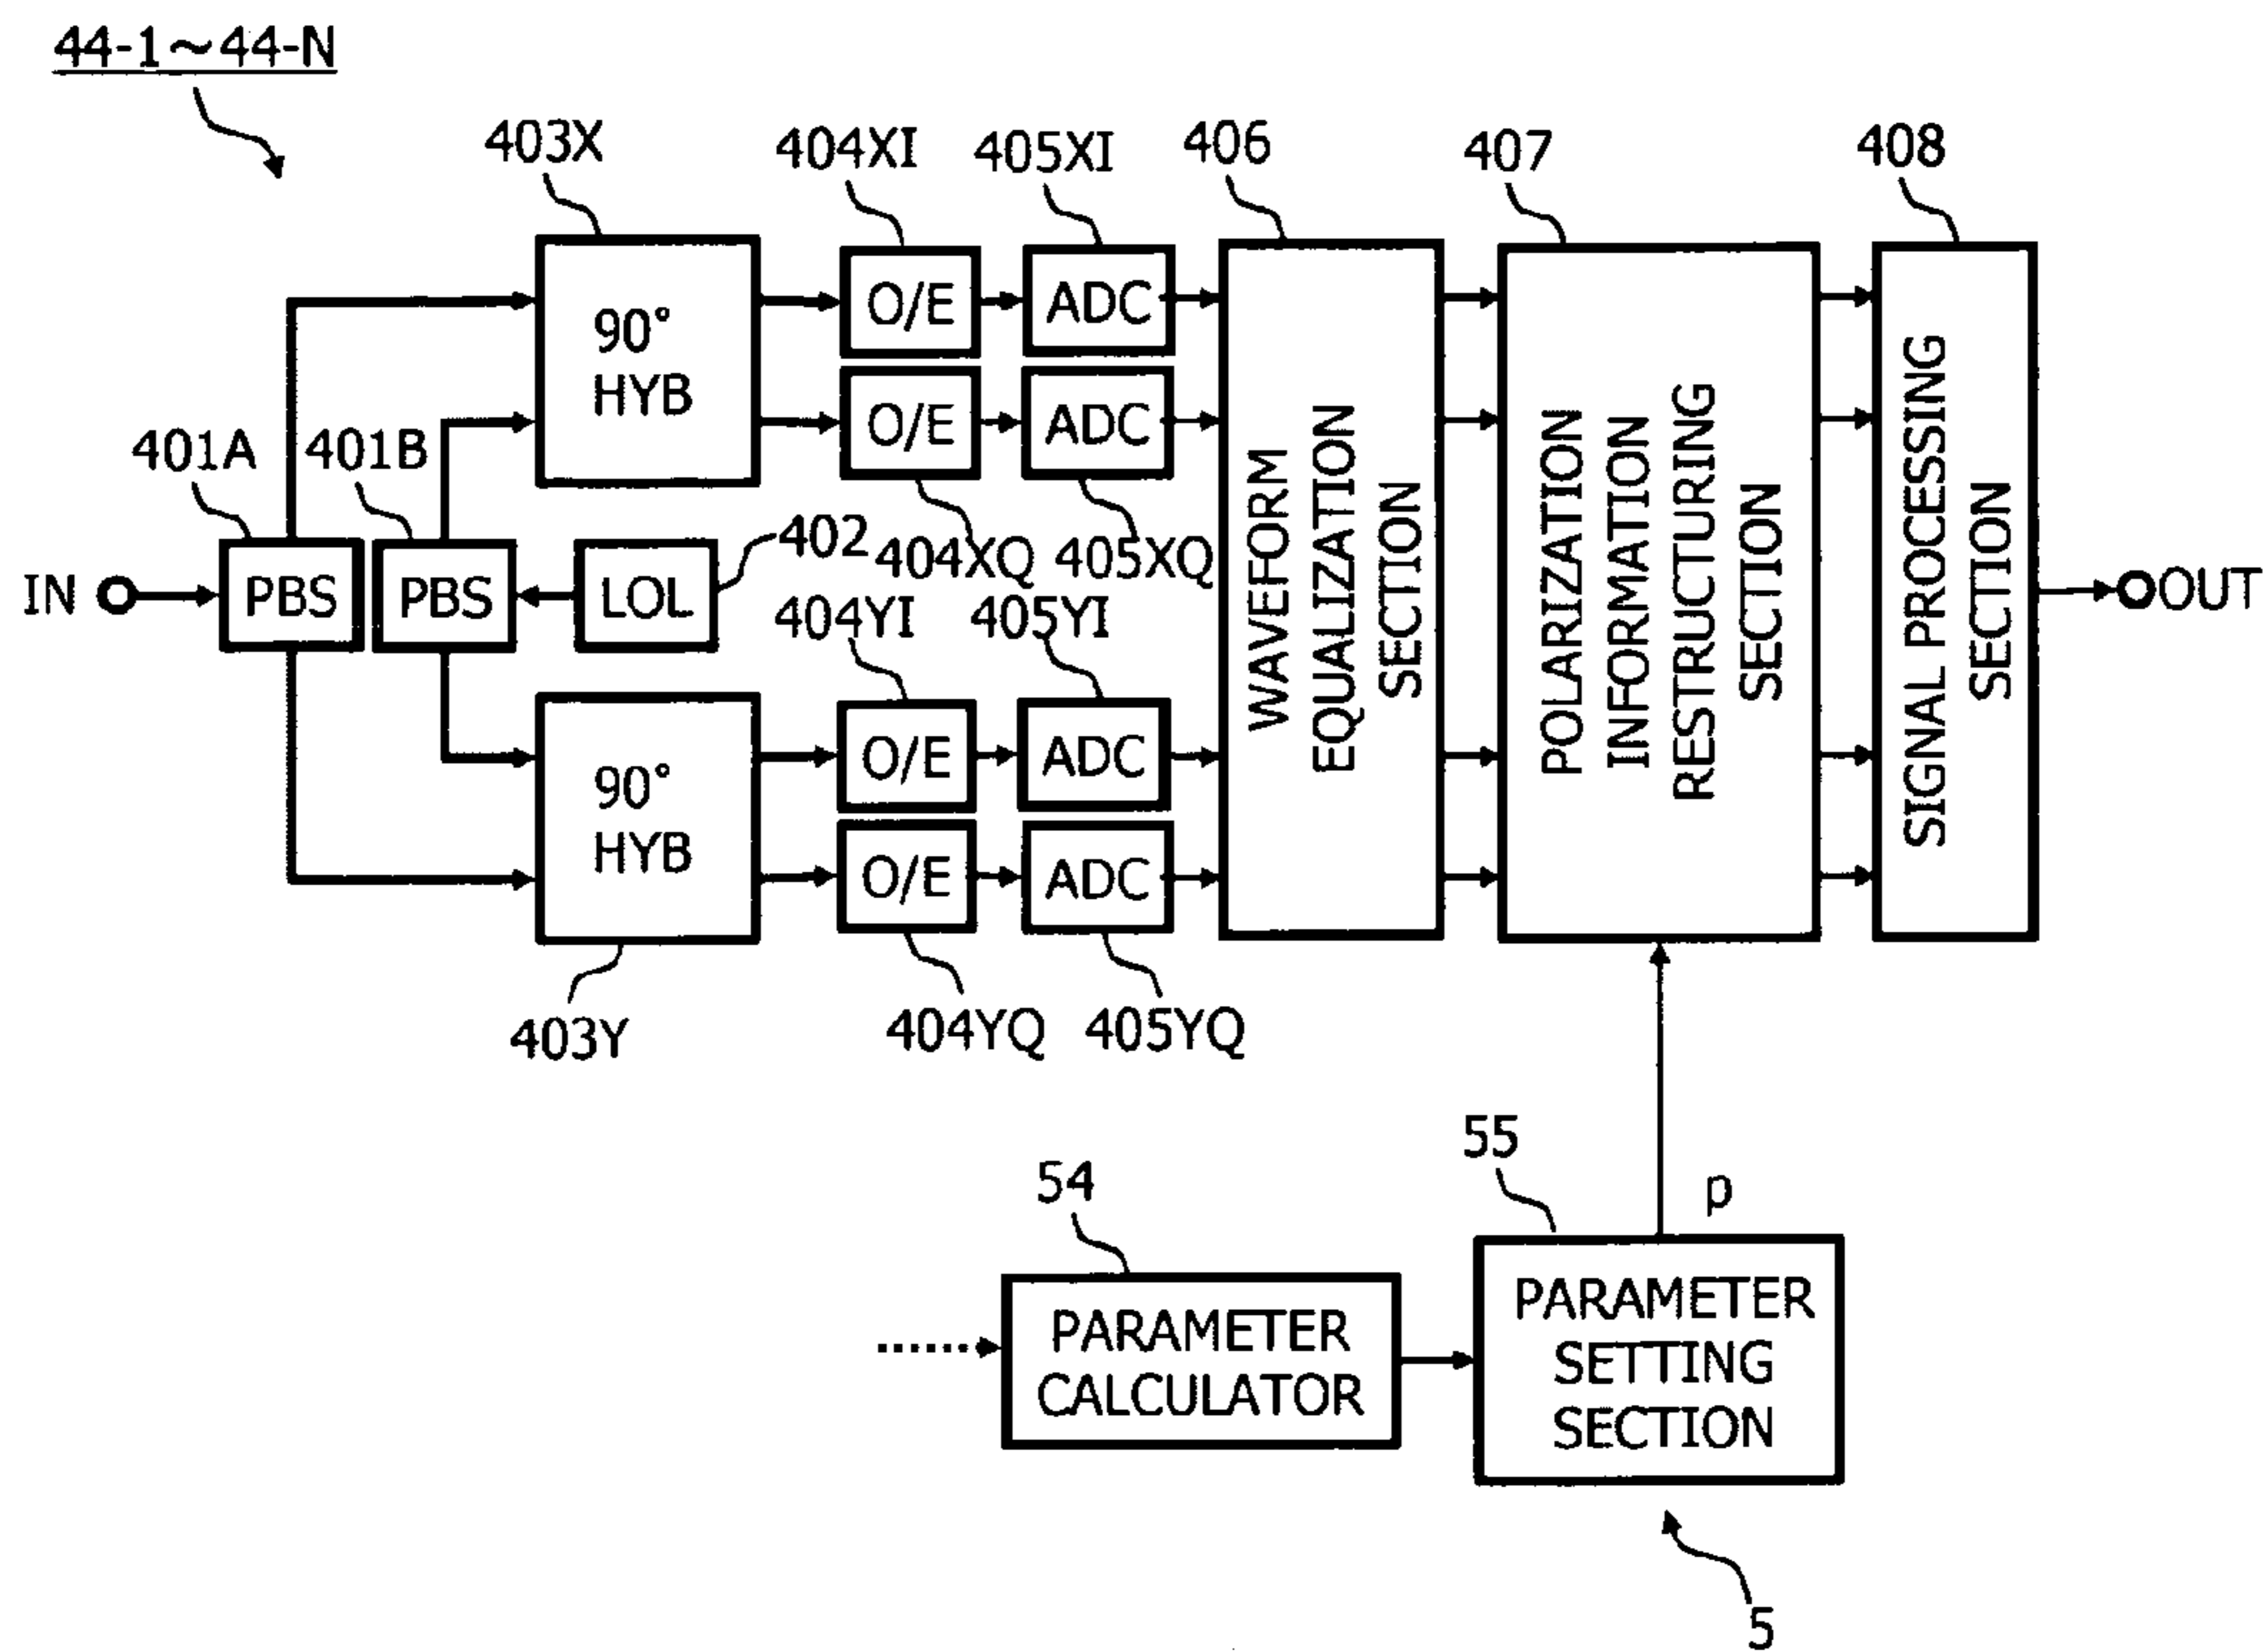 44-1～44-N
403X
404XI
405XI
406
407
408
90°
HYB
O/E
ADC
O/E
ADC
401A
401B
402
404XQ
405XQ
IN
PBS
PBS
LOL
404YI
405YI
WAVEFORM
EQUALIZATION
SECTION
POLARIZATION
INFORMATION
RESTRUCTURING
SECTION
SIGNAL PROCESSING
SECTION
OUT
90°
HYB
O/E
ADC
O/E
ADC
403Y
404YQ
405YQ
54
55
p
PARAMETER
CALCULATOR
PARAMETER
SETTING
SECTION
5